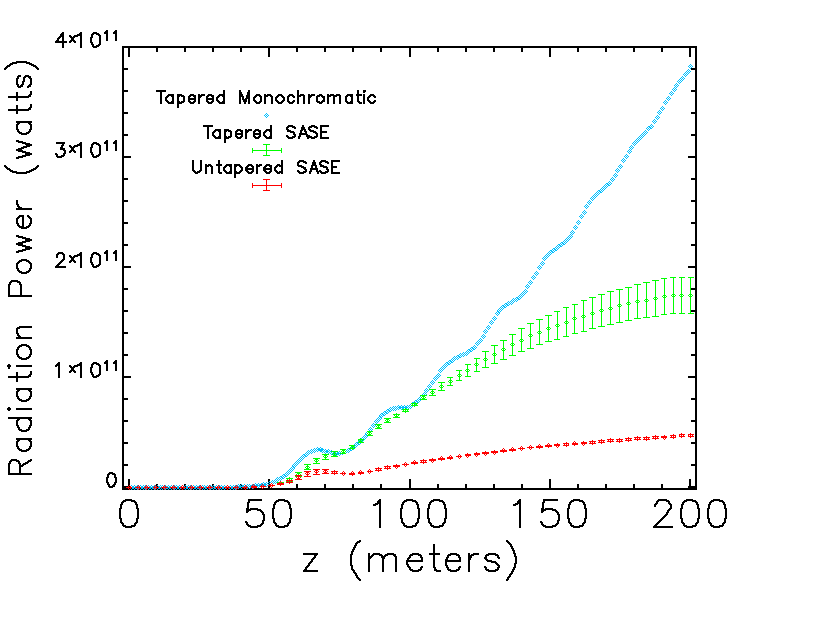 4×10¹¹
3×10¹¹
2×10¹¹
1×10¹¹
0
Radiation Power (watts)
Tapered Monochromatic
Tapered SASE
Untapered SASE
0 50 100 150 200
z (meters)